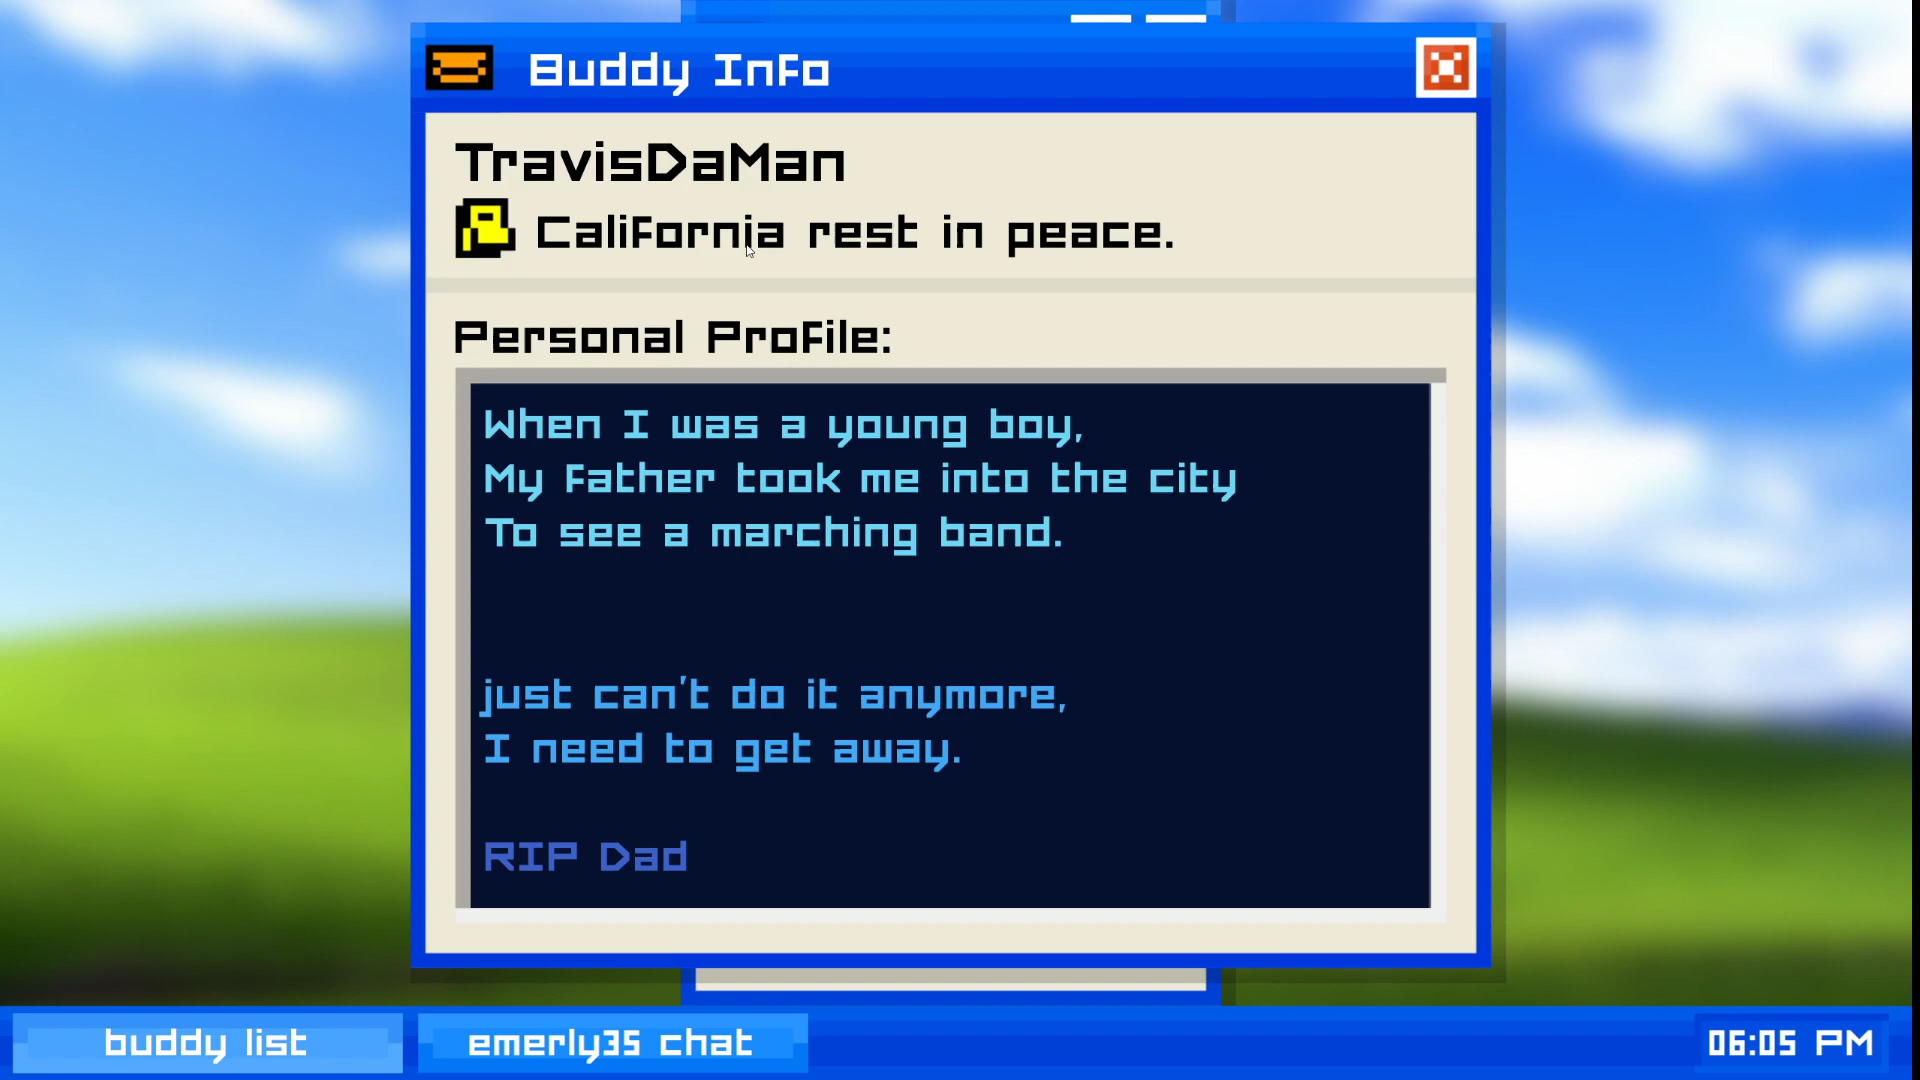 Buddy Info
TravisDaMan
California rest in peace.
Personal Profile:
When I was a young boy,
My father took me into the city
To see a marching band.
just can't do it anymore,
I need to get away.
RIP Dad
buddy list
emerly35 chat
06:05 PM